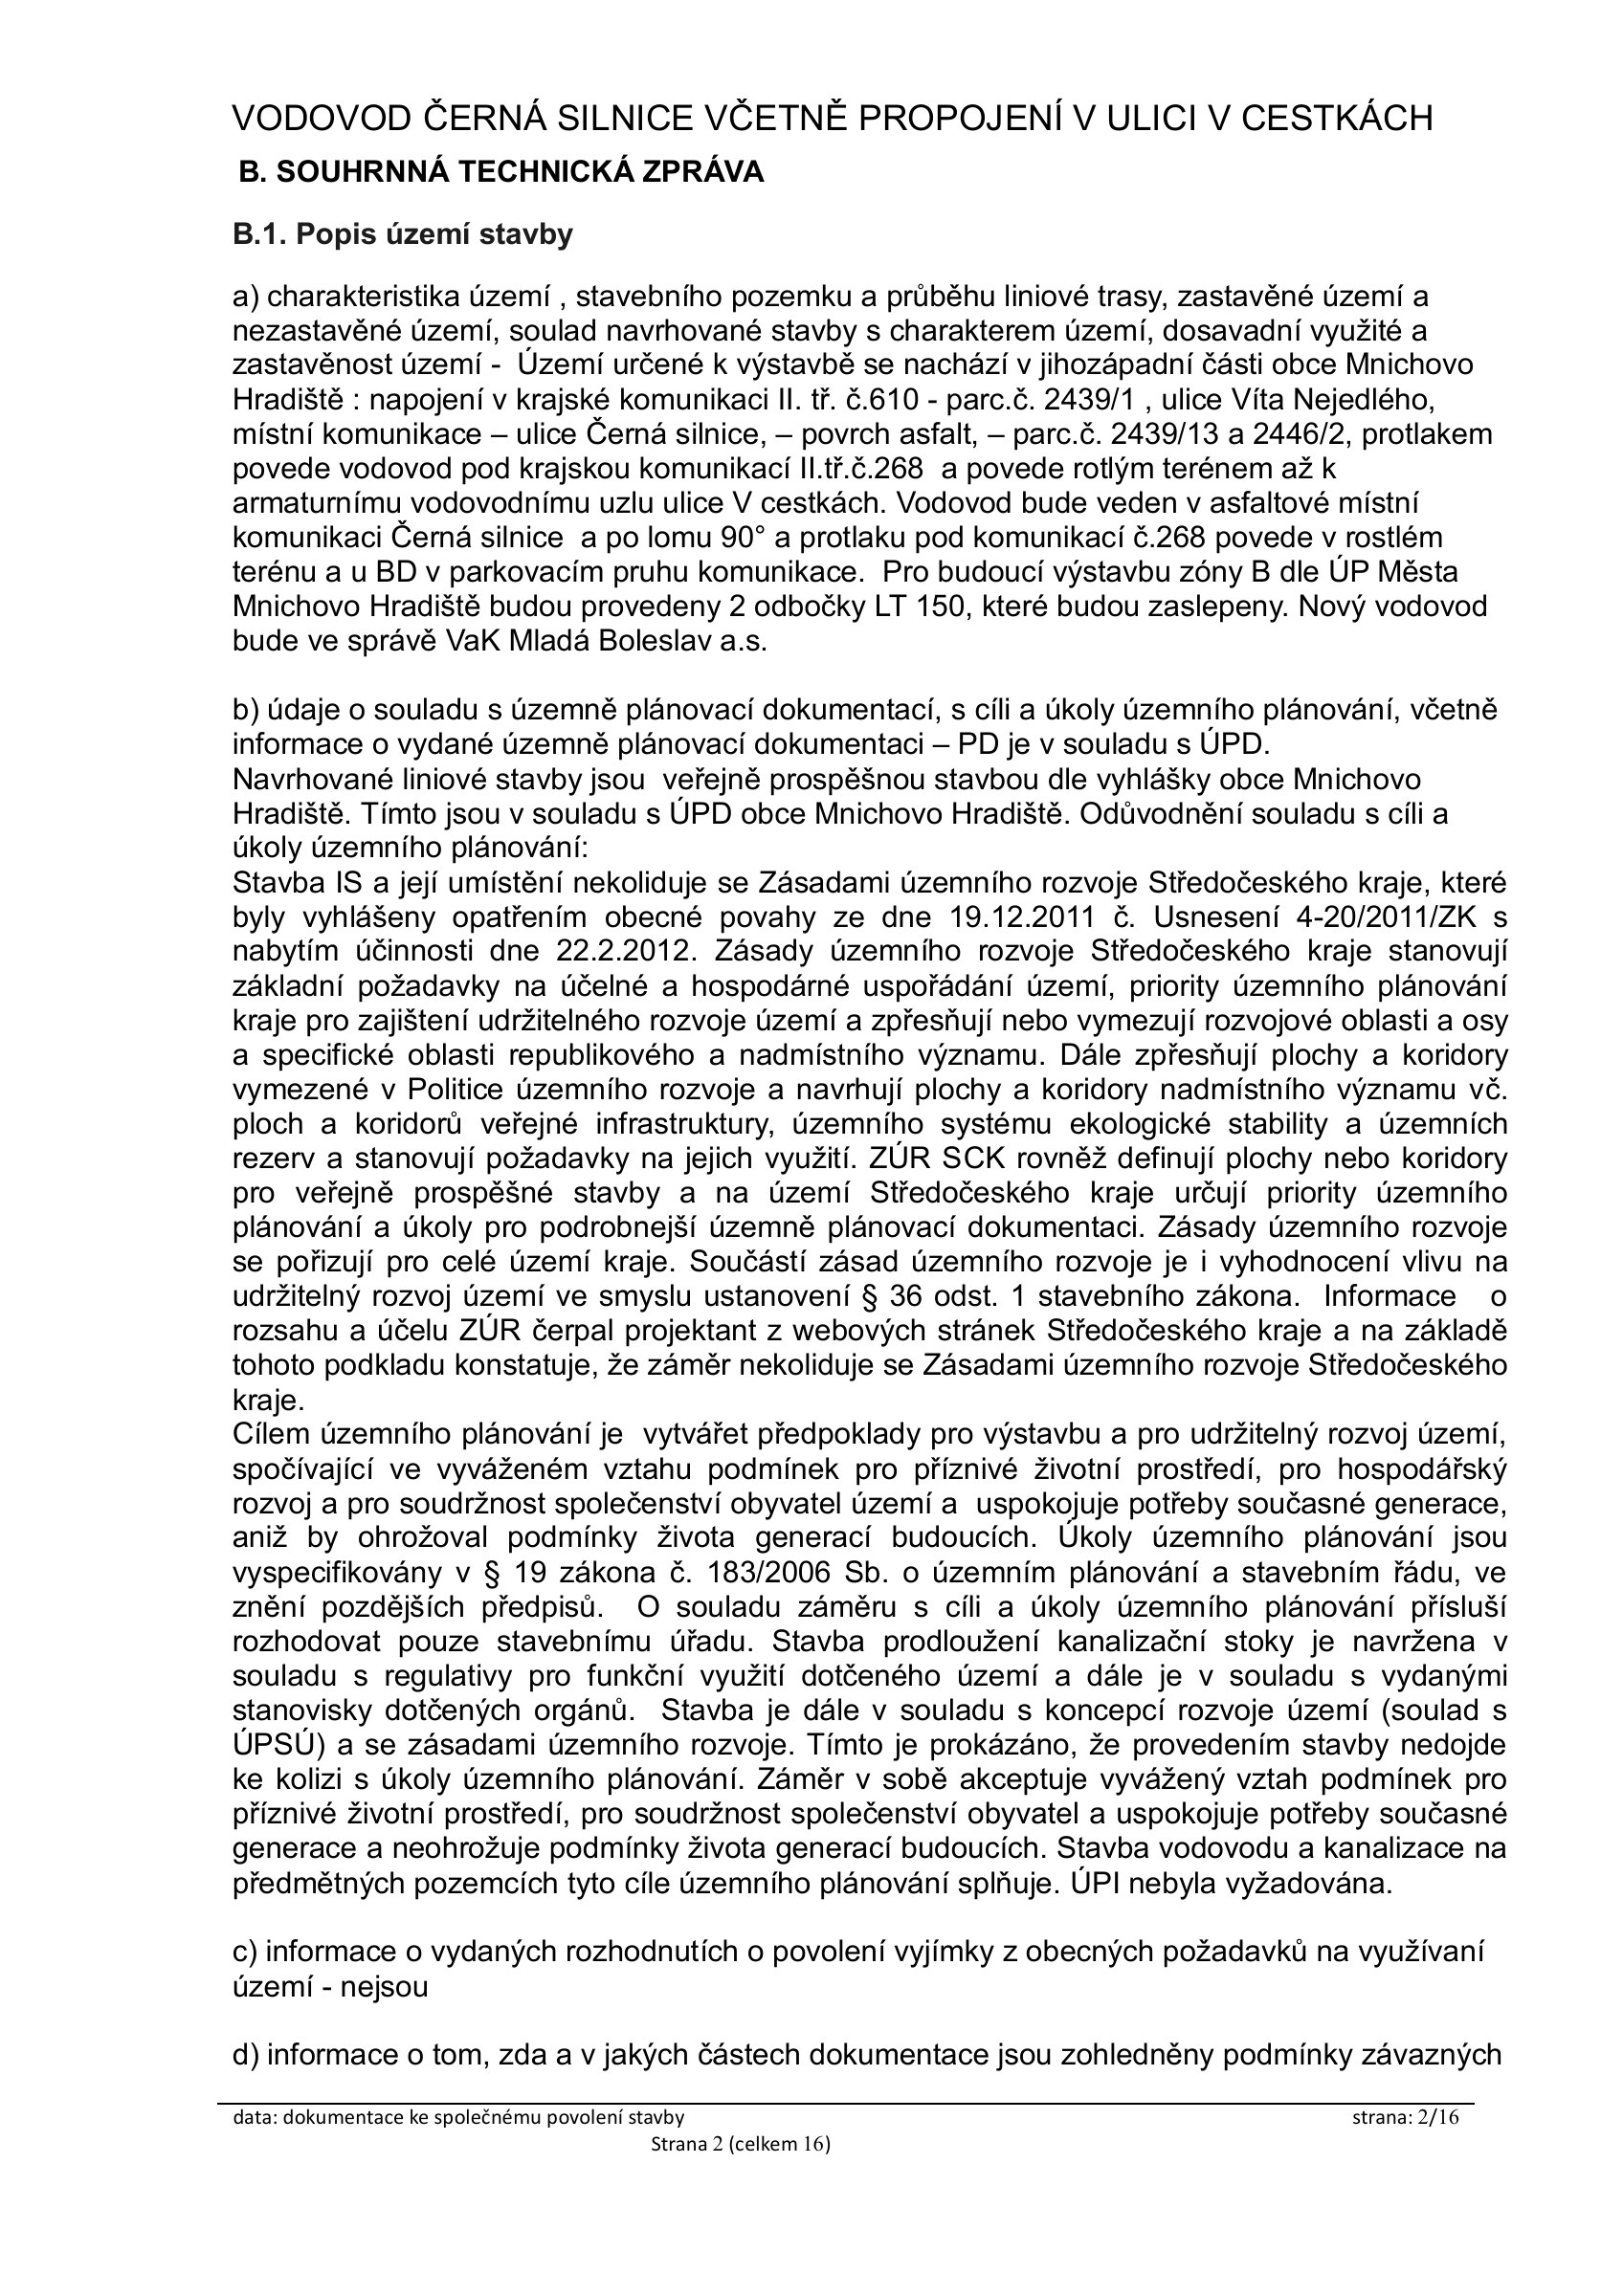 VODOVOD ČERNÁ SILNICE VČETNĚ PROPOJENÍ V ULICI V CESTKÁCH
B. SOUHRNNÁ TECHNICKÁ ZPRÁVA
B.1. Popis území stavby
a) charakteristika území , stavebního pozemku a průběhu liniové trasy, zastavěné území a
nezastavěné území, soulad navrhované stavby s charakterem území, dosavadní využité a
zastavěnost území - Území určené k výstavbě se nachází v jihozápadní části obce Mnichovo
Hradiště : napojení v krajské komunikaci II. tř. č.610 - parc.č. 2439/1 , ulice Víta Nejedlého,
místní komunikace – ulice Černá silnice, – povrch asfalt, – parc.č. 2439/13 a 2446/2, protlakem
povede vodovod pod krajskou komunikací II.tř.č.268 a povede rotlým terénem až k
armaturnímu vodovodnímu uzlu ulice V cestkách. Vodovod bude veden v asfaltové místní
komunikaci Černá silnice a po lomu 90° a protlaku pod komunikací č.268 povede v rostlém
terénu a u BD v parkovacím pruhu komunikace. Pro budoucí výstavbu zóny B dle ÚP Města
Mnichovo Hradiště budou provedeny 2 odbočky LT 150, které budou zaslepeny. Nový vodovod
bude ve správě VaK Mladá Boleslav a.s.
b) údaje o souladu s územně plánovací dokumentací, s cíli a úkoly územního plánování, včetně
informace o vydané územně plánovací dokumentaci – PD je v souladu s ÚPD.
Navrhované liniové stavby jsou veřejně prospěšnou stavbou dle vyhlášky obce Mnichovo
Hradiště. Tímto jsou v souladu s ÚPD obce Mnichovo Hradiště. Odůvodnění souladu s cíli a
úkoly územního plánování:
Stavba IS a její umístění nekoliduje se Zásadami územního rozvoje Středočeského kraje, které
byly vyhlášeny opatřením obecné povahy ze dne 19.12.2011 č. Usnesení 4-20/2011/ZK s
nabytím účinnosti dne 22.2.2012. Zásady územního rozvoje Středočeského kraje stanovují
základní požadavky na účelné a hospodárné uspořádání území, priority územního plánování
kraje pro zajištení udržitelného rozvoje území a zpřesňují nebo vymezují rozvojové oblasti a osy
a specifické oblasti republikového a nadmístního významu. Dále zpřesňují plochy a koridory
vymezené v Politice územního rozvoje a navrhují plochy a koridory nadmístního významu vč.
ploch a koridorů veřejné infrastruktury, územního systému ekologické stability a územních
rezerv a stanovují požadavky na jejich využití. ZÚR SCK rovněž definují plochy nebo koridory
pro veřejně prospěšné stavby a na území Středočeského kraje určují priority územního
plánování a úkoly pro podrobnejší územně plánovací dokumentaci. Zásady územního rozvoje
se pořizují pro celé území kraje. Součástí zásad územního rozvoje je i vyhodnocení vlivu na
udržitelný rozvoj území ve smyslu ustanovení § 36 odst. 1 stavebního zákona. Informace o
rozsahu a účelu ZÚR čerpal projektant z webových stránek Středočeského kraje a na základě
tohoto podkladu konstatuje, že záměr nekoliduje se Zásadami územního rozvoje Středočeského
kraje.
Cílem územního plánování je vytvářet předpoklady pro výstavbu a pro udržitelný rozvoj území,
spočívající ve vyváženém vztahu podmínek pro příznivé životní prostředí, pro hospodářský
rozvoj a pro soudržnost společenství obyvatel území a uspokojuje potřeby současné generace,
aniž by ohrožoval podmínky života generací budoucích. Úkoly územního plánování jsou
vyspecifikovány v § 19 zákona č. 183/2006 Sb. o územním plánování a stavebním řádu, ve
znění pozdějších předpisů. O souladu záměru s cíli a úkoly územního plánování přísluší
rozhodovat pouze stavebnímu úřadu. Stavba prodloužení kanalizační stoky je navržena v
souladu s regulativy pro funkční využití dotčeného území a dále je v souladu s vydanými
stanovisky dotčených orgánů. Stavba je dále v souladu s koncepcí rozvoje území (soulad s
ÚPSÚ) a se zásadami územního rozvoje. Tímto je prokázáno, že provedením stavby nedojde
ke kolizi s úkoly územního plánování. Záměr v sobě akceptuje vyvážený vztah podmínek pro
příznivé životní prostředí, pro soudržnost společenství obyvatel a uspokojuje potřeby současné
generace a neohrožuje podmínky života generací budoucích. Stavba vodovodu a kanalizace na
předmětných pozemcích tyto cíle územního plánování splňuje. ÚPI nebyla vyžadována.
c) informace o vydaných rozhodnutích o povolení vyjímky z obecných požadavků na využívaní
území - nejsou
d) informace o tom, zda a v jakých částech dokumentace jsou zohledněny podmínky závazných
data: dokumentace ke společnému povolení stavby strana: 2/16
Strana 2 (celkem 16)